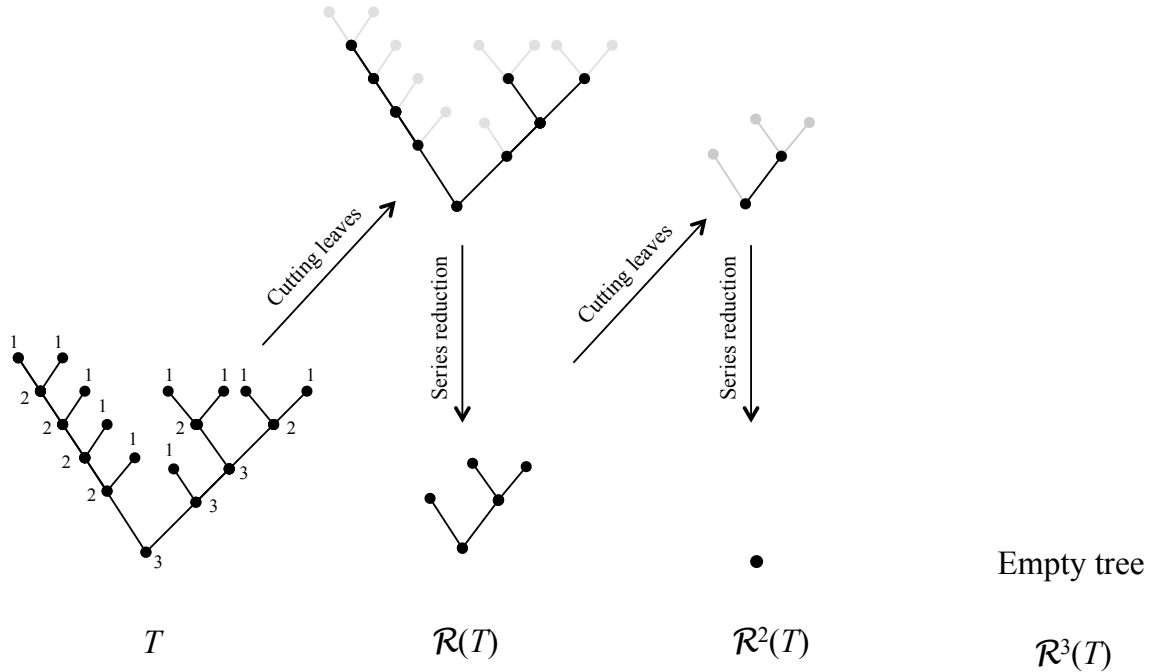 Cutting leaves
Series reduction
Cutting leaves
Series reduction
1 1
2 1 1 1 1 1
2 1 2 2
2 1 1 3
2 3
3
Empty tree
T R(T) R²(T) R³(T)